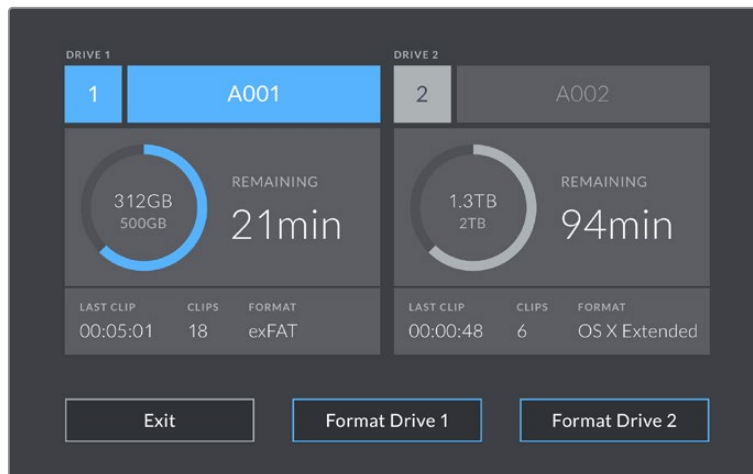 DRIVE 1
1
A001
312GB
500GB
REMAINING
21min
LAST CLIP CLIPS FORMAT
00:05:01 18 exFAT
DRIVE 2
2
A002
1.3TB
2TB
REMAINING
94min
LAST CLIP CLIPS FORMAT
00:00:48 6 OS X Extended
Exit
Format Drive 1
Format Drive 2